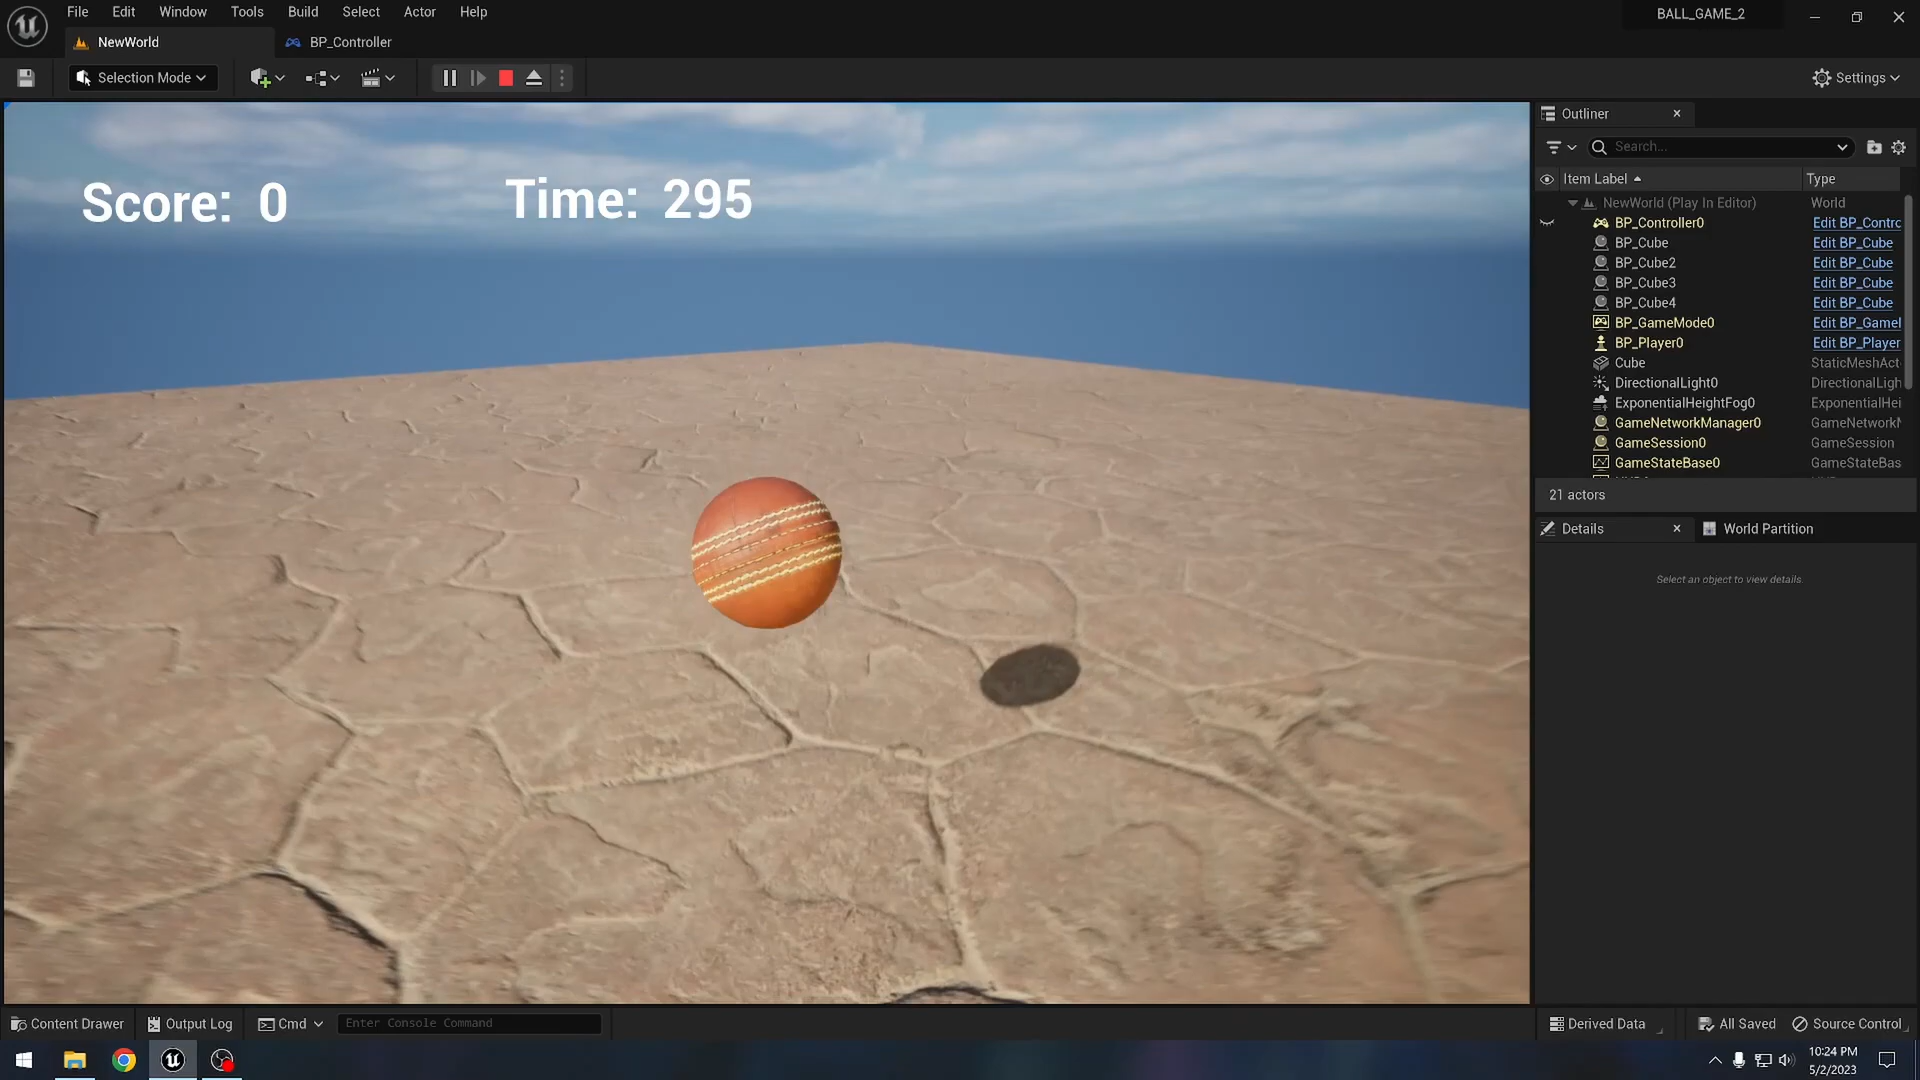 File Edit Window Tools Build Select Actor Help
BALL_GAME_2
NewWorld
BP_Controller
Selection Mode
Settings
Score: 0
Time: 295
Outliner
Search...
Item Label
Type
NewWorld (Play In Editor) World
BP_Controller0 Edit BP_Contrc
BP_Cube Edit BP_Cube
BP_Cube2 Edit BP_Cube
BP_Cube3 Edit BP_Cube
BP_Cube4 Edit BP_Cube
BP_GameMode0 Edit BP_Gamel
BP_Player0 Edit BP_Player
Cube StaticMeshAct
DirectionalLight0 DirectionalLigh
ExponentialHeightFog0 ExponentialHei
GameNetworkManager0 GameNetworkM
GameSession0 GameSession
GameStateBase0 GameStateBas
21 actors
Details
World Partition
Select an object to view details.
Content Drawer
Output Log
Cmd
Enter Console Command
Derived Data
All Saved
Source Control
10:24 PM
5/2/2023